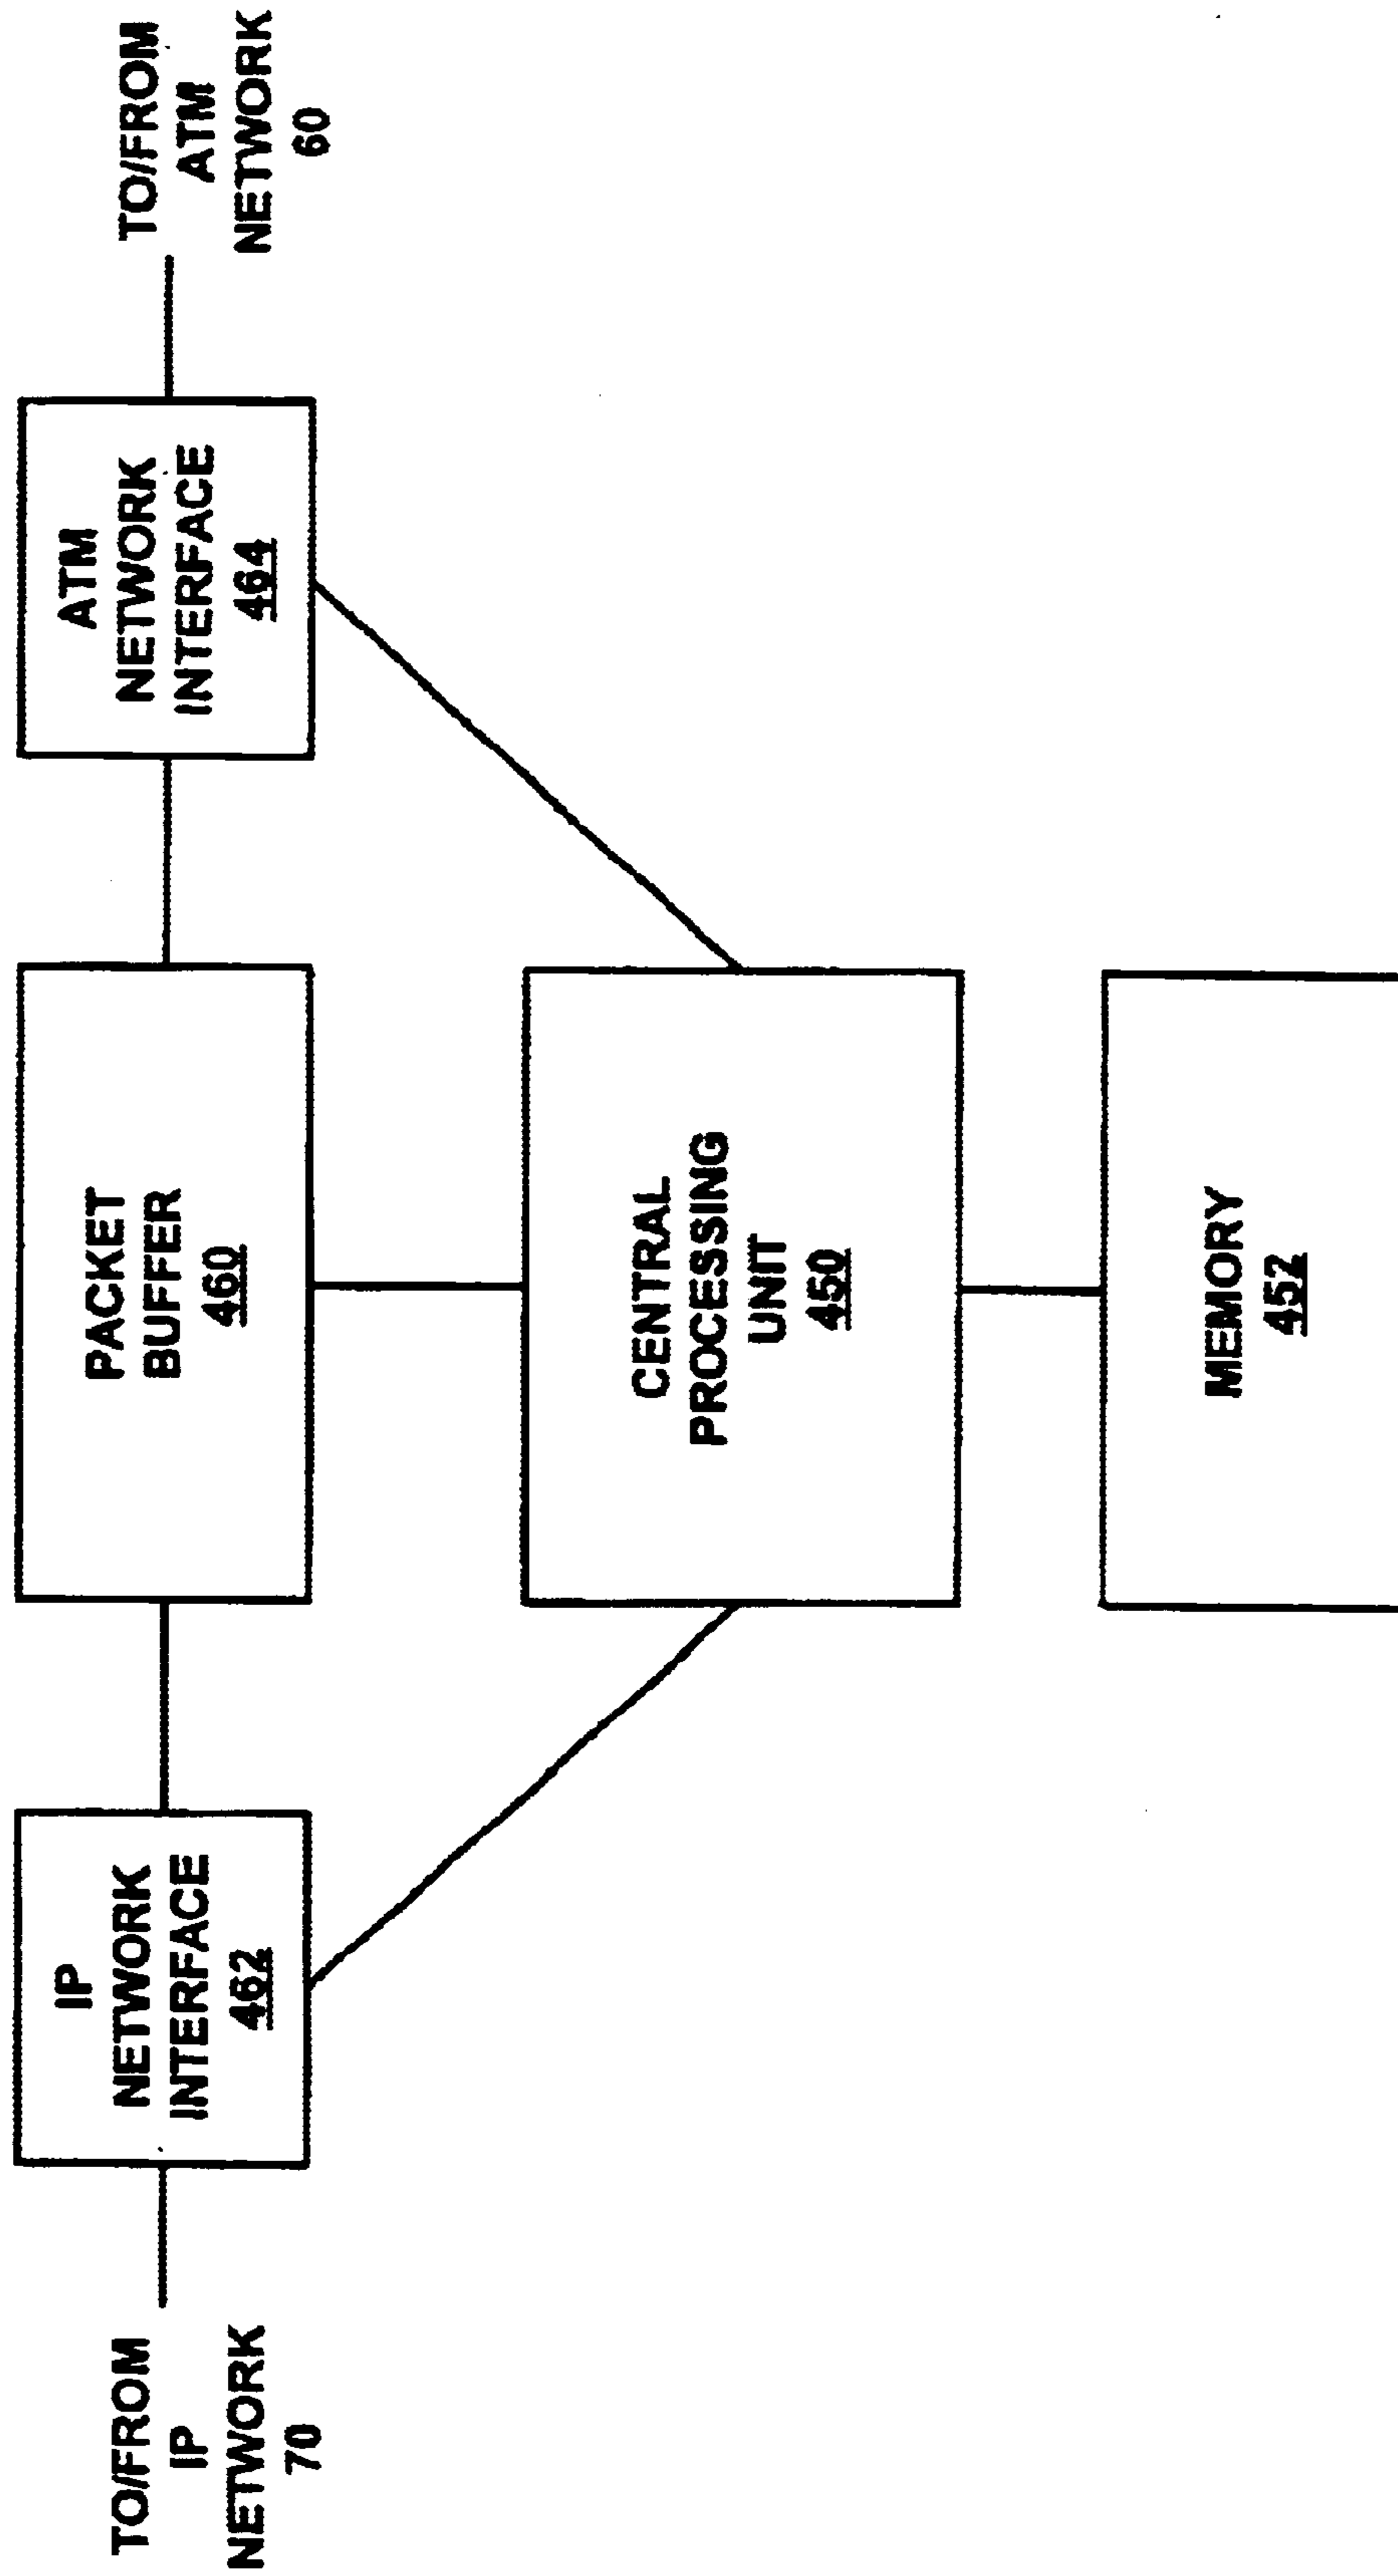 TO/FROM
IP
NETWORK
70
IP
NETWORK
INTERFACE
462
PACKET
BUFFER
460
ATM
NETWORK
INTERFACE
464
TO/FROM
ATM
NETWORK
60
CENTRAL
PROCESSING
UNIT
450
MEMORY
452